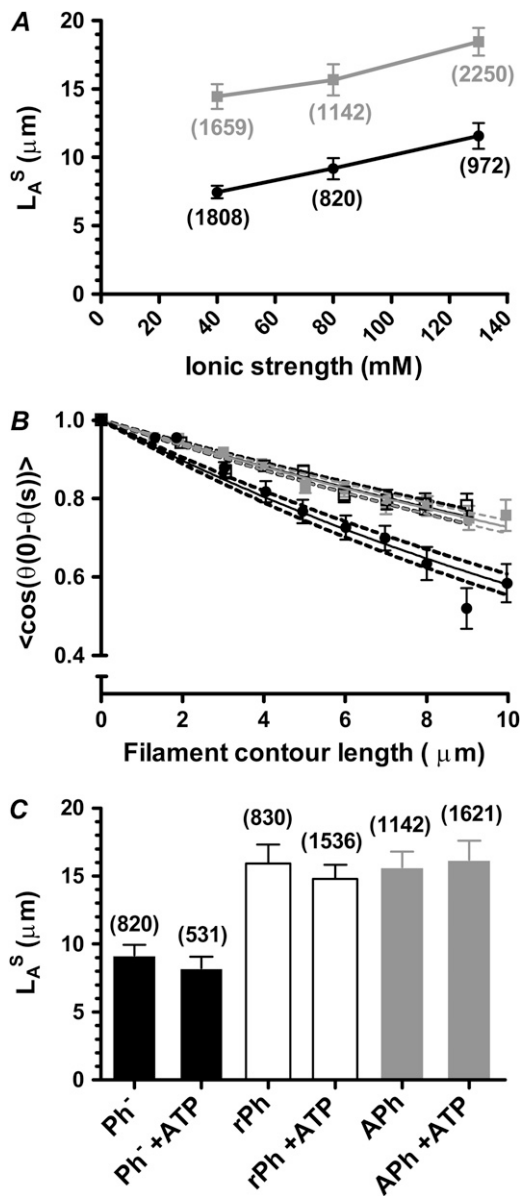 A
20
15
10
5
0
L_A^S (μm)
(1659)
(1142)
(2250)
(1808)
(820)
(972)
0
20
40
60
80
100
120
140
Ionic strength (mM)
B
1.0
0.8
0.6
0.4
<cos(θ(0)-θ(s))>
0
2
4
6
8
10
Filament contour length ( μm)
C
20
15
10
5
0
L_A^S (μm)
(820)
(531)
(830)
(1536)
(1142)
(1621)
Ph⁻
Ph⁻ +ATP
rPh
rPh +ATP
APh
APh +ATP